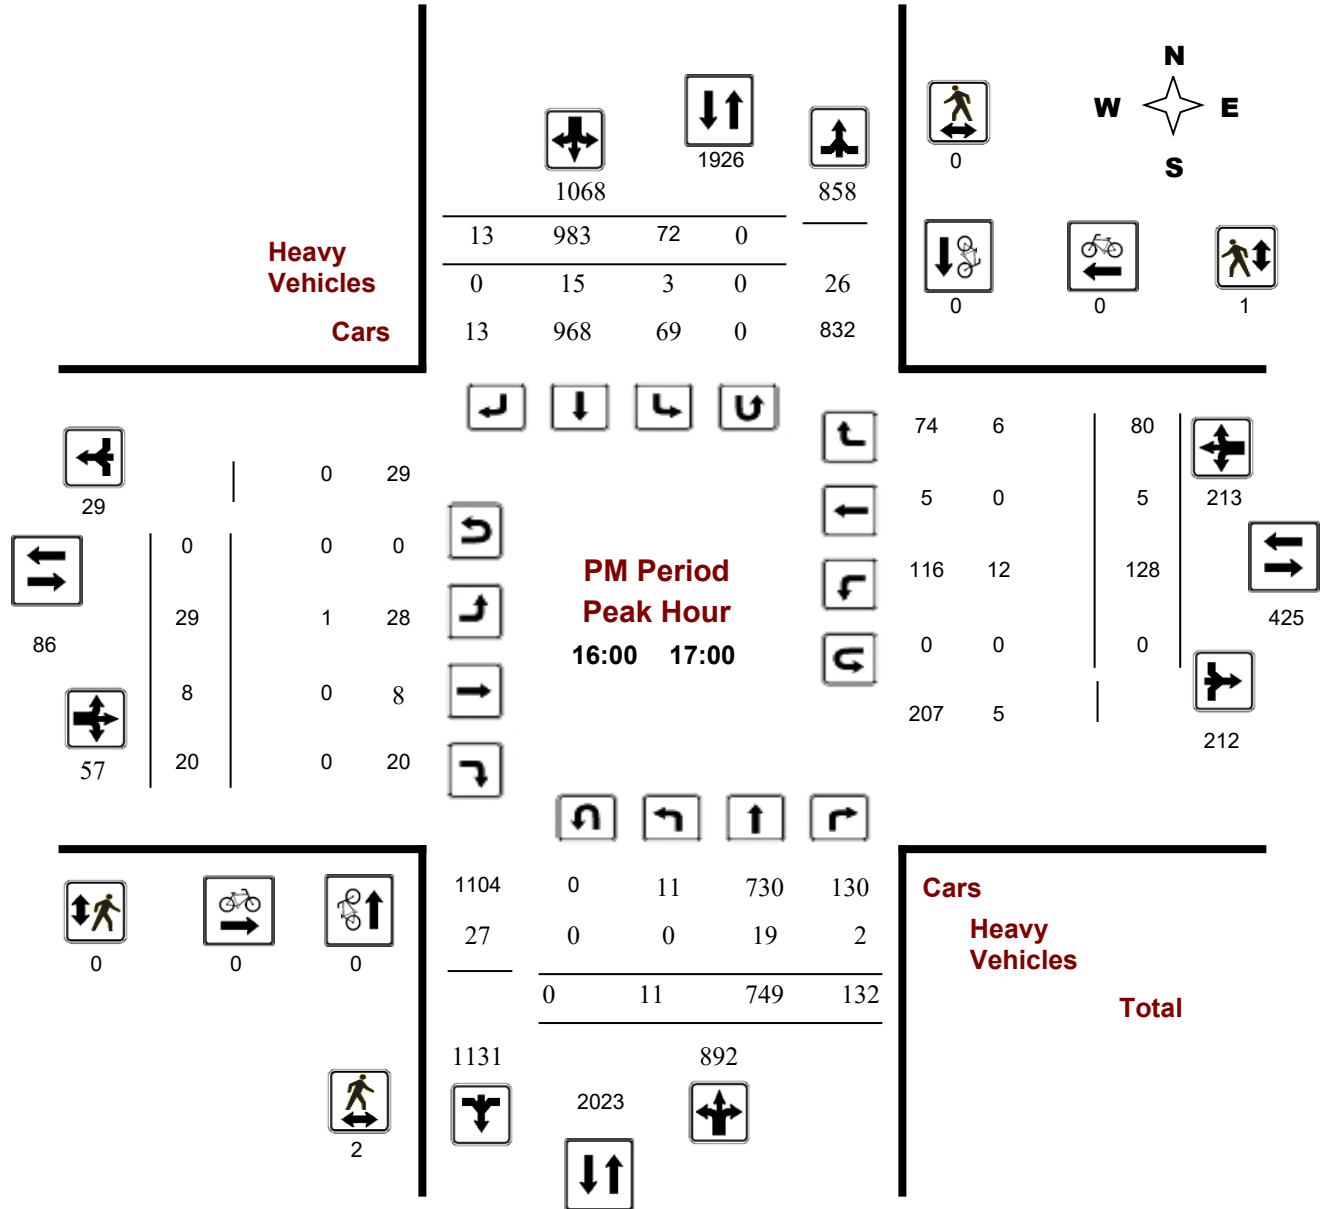 N
W E
S
1926
1068 858
0
13 983 72 0
Heavy
Vehicles 0 15 3 0 26
Cars 13 968 69 0 832
0 0 1
74 6 80
0 29
29
5 0 5 213
0 0 0
PM Period
116 12 128
Peak Hour
29 1 28
425
86
16:00 17:00
0 0 0
8 0 8
207 5
212
57 20 0 20
1104 0 11 730 130
Cars
27 0 0 19 2
Heavy
Vehicles
0 0 0
0 11 749 132
Total
1131 892
2023
2